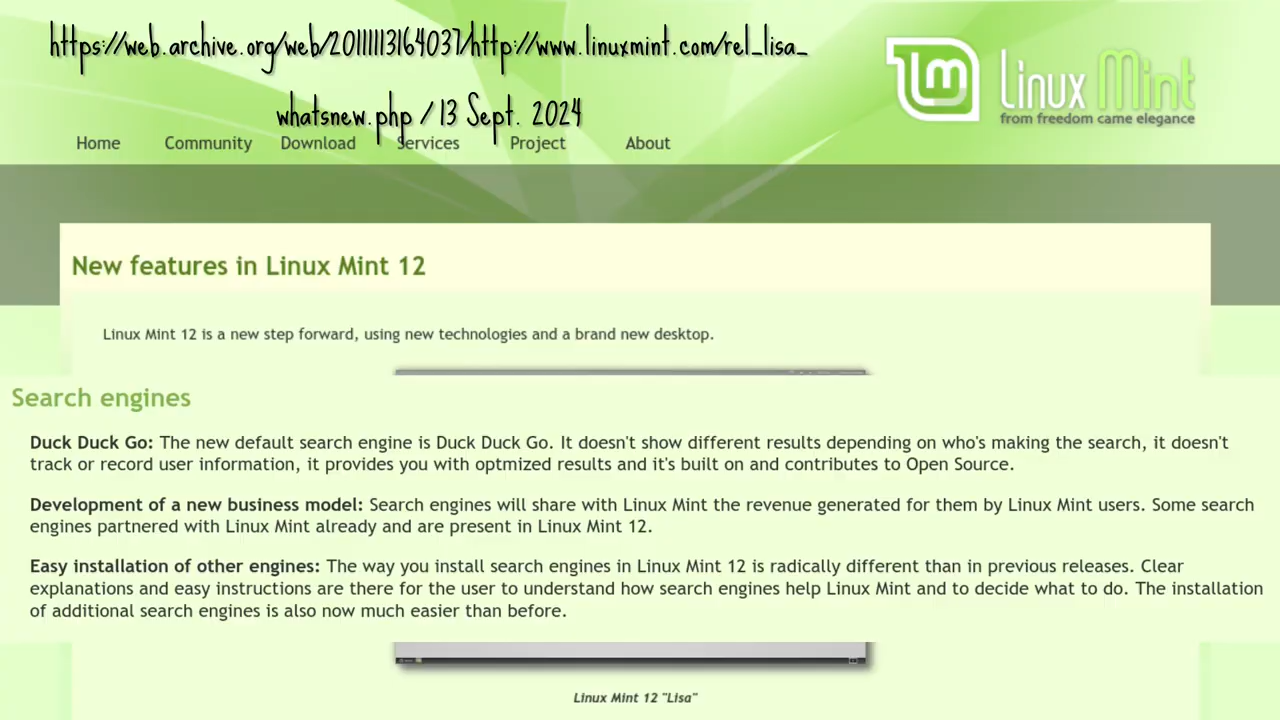 https://web.archive.org/web/20111113164037/http://www.linuxmint.com/rel_lisa_
whatsnew.php / 13 Sept. 2024
Linux Mint
from freedom came elegance
Home Community Download Services Project About
New features in Linux Mint 12
Linux Mint 12 is a new step forward, using new technologies and a brand new desktop.
Search engines
Duck Duck Go: The new default search engine is Duck Duck Go. It doesn't show different results depending on who's making the search, it doesn't
track or record user information, it provides you with optmized results and it's built on and contributes to Open Source.
Development of a new business model: Search engines will share with Linux Mint the revenue generated for them by Linux Mint users. Some search
engines partnered with Linux Mint already and are present in Linux Mint 12.
Easy installation of other engines: The way you install search engines in Linux Mint 12 is radically different than in previous releases. Clear
explanations and easy instructions are there for the user to understand how search engines help Linux Mint and to decide what to do. The installation
of additional search engines is also now much easier than before.
Linux Mint 12 "Lisa"